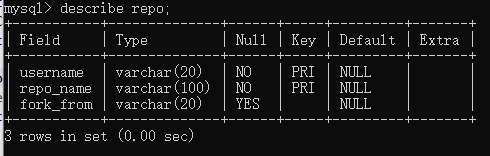 mysql> describe repo;
+-----------+--------------+------+-----+---------+-------+
| Field     | Type         | Null | Key | Default | Extra |
+-----------+--------------+------+-----+---------+-------+
| username  | varchar(20)  | NO   | PRI | NULL    |       |
| repo_name | varchar(100) | NO   | PRI | NULL    |       |
| fork_from | varchar(20)  | YES  |     | NULL    |       |
+-----------+--------------+------+-----+---------+-------+
3 rows in set (0.00 sec)